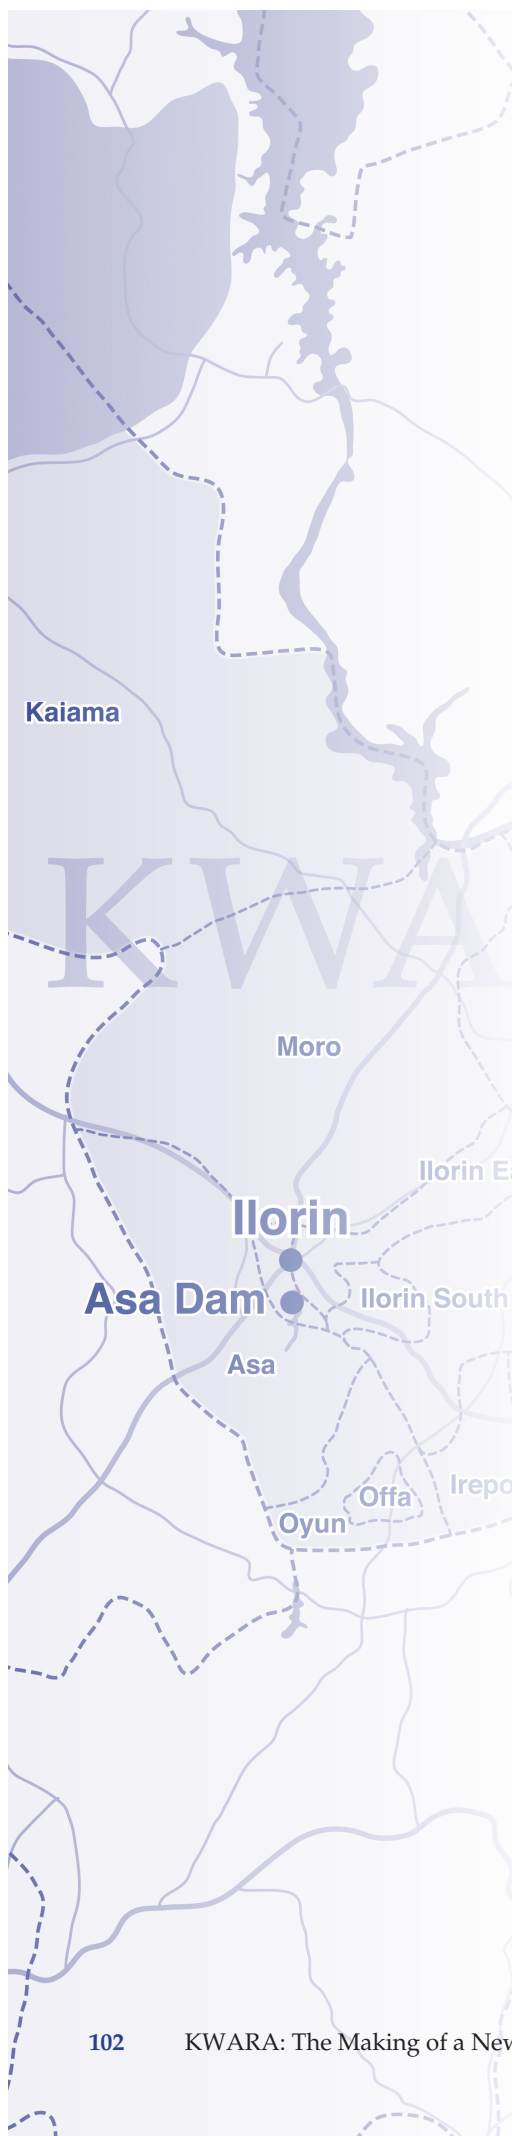 Kaiama
KWA
Moro
Ilorin E
Ilorin
Asa Dam
Ilorin South
Asa
Irepo
Offa
Oyun
102 KWARA: The Making of a New